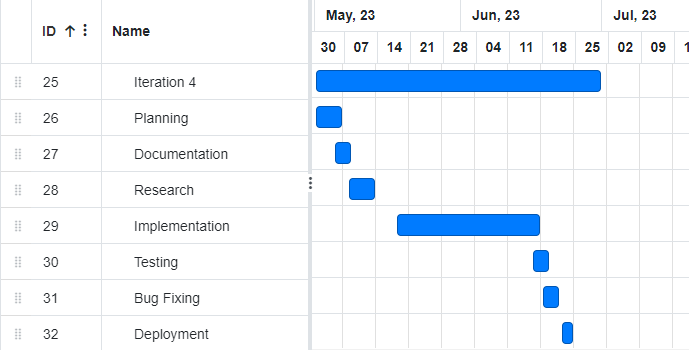 May, 23 Jun, 23 Jul, 23
ID Name
30 07 14 21 28 04 11 18 25 02 09 1
25 Iteration 4
26 Planning
27 Documentation
28 Research
29 Implementation
30 Testing
31 Bug Fixing
32 Deployment